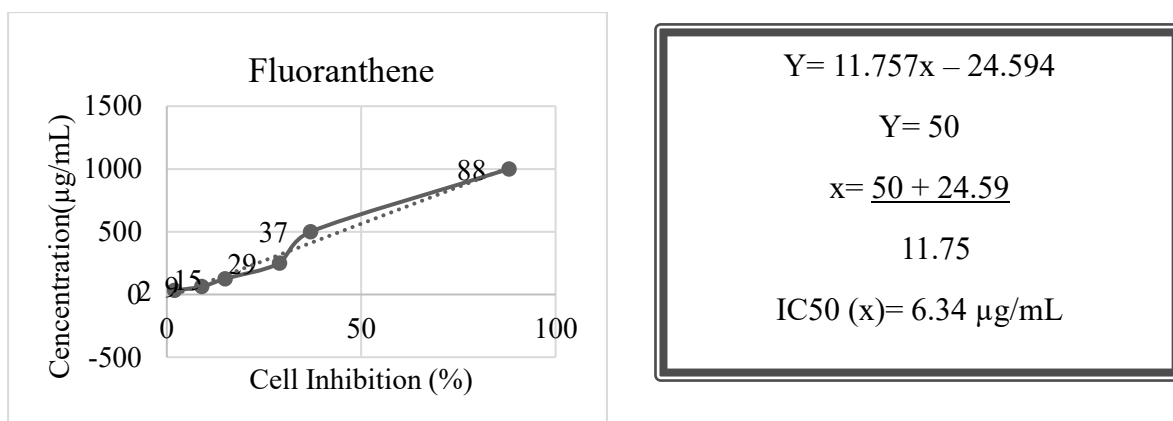 Fluoranthene
Cencentration(µg/mL)
1500
1000
500
0
-500
2
9
15
29
37
88
0
50
100
Cell Inhibition (%)
Y= 11.757x – 24.594
Y= 50
x= 50 + 24.59
11.75
IC50 (x)= 6.34 µg/mL